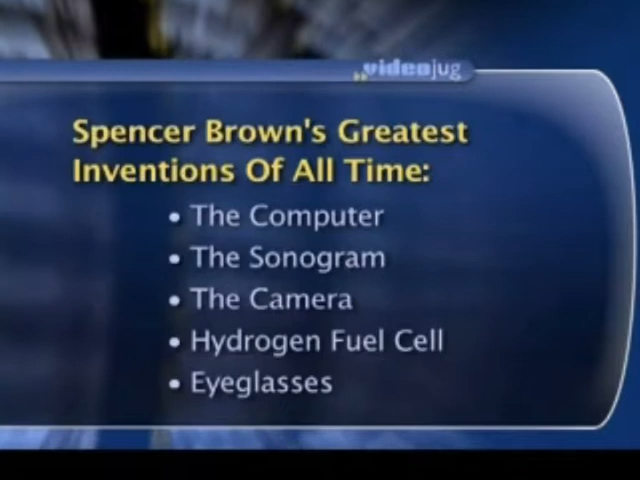 videojug
Spencer Brown's Greatest
Inventions Of All Time:
• The Computer
• The Sonogram
• The Camera
• Hydrogen Fuel Cell
• Eyeglasses